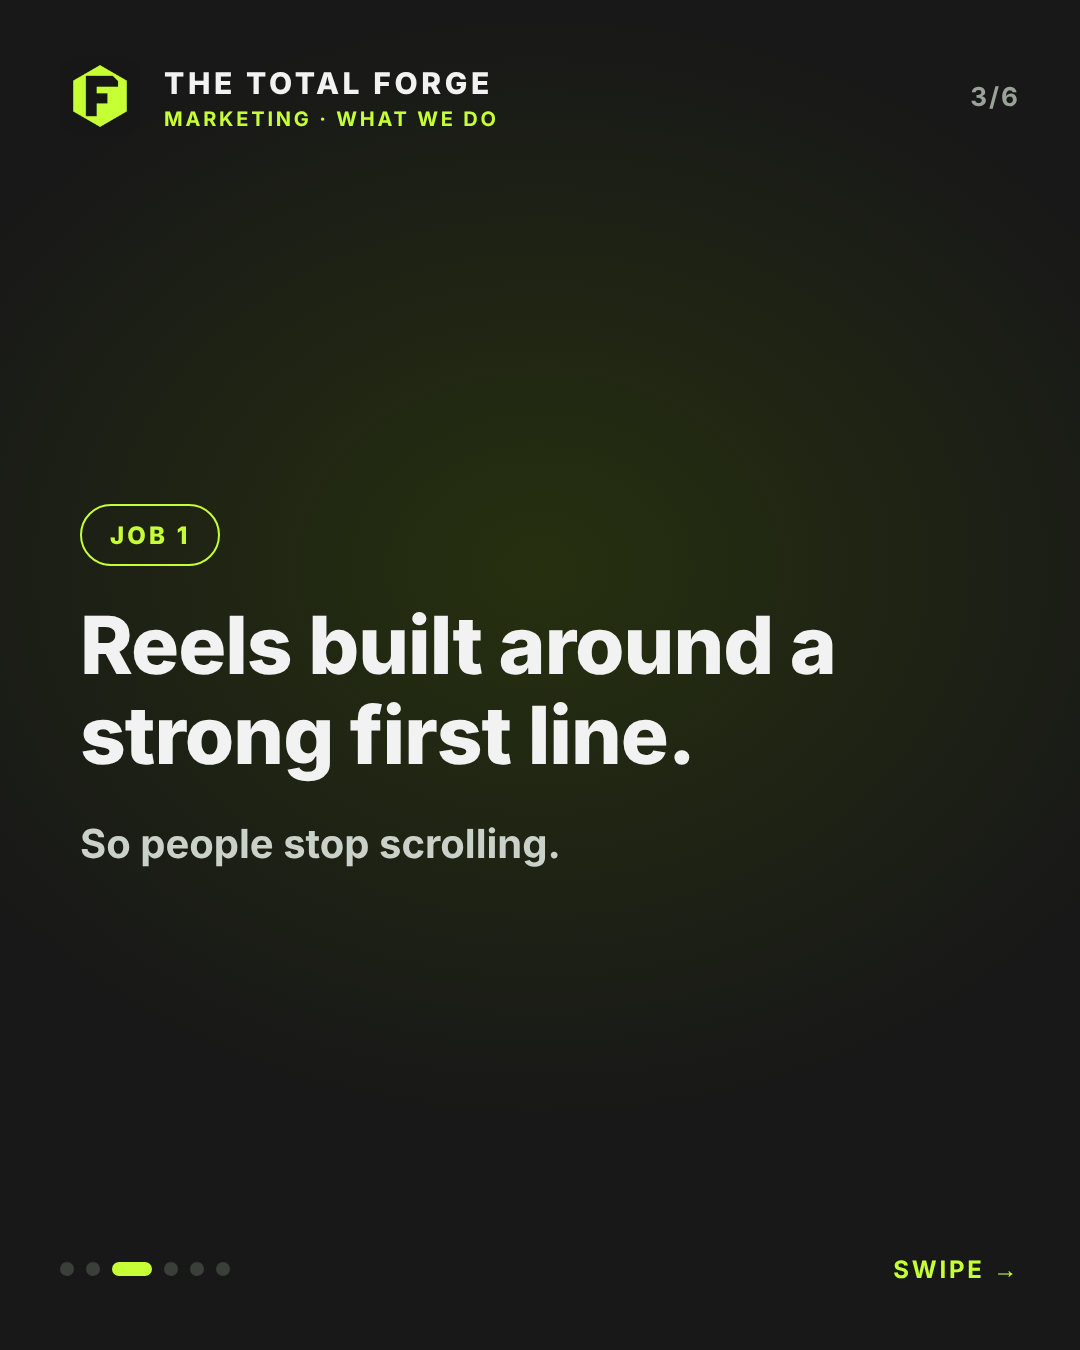 THE TOTAL FORGE
MARKETING · WHAT WE DO
3/6
JOB 1
Reels built around a
strong first line.
So people stop scrolling.
SWIPE →